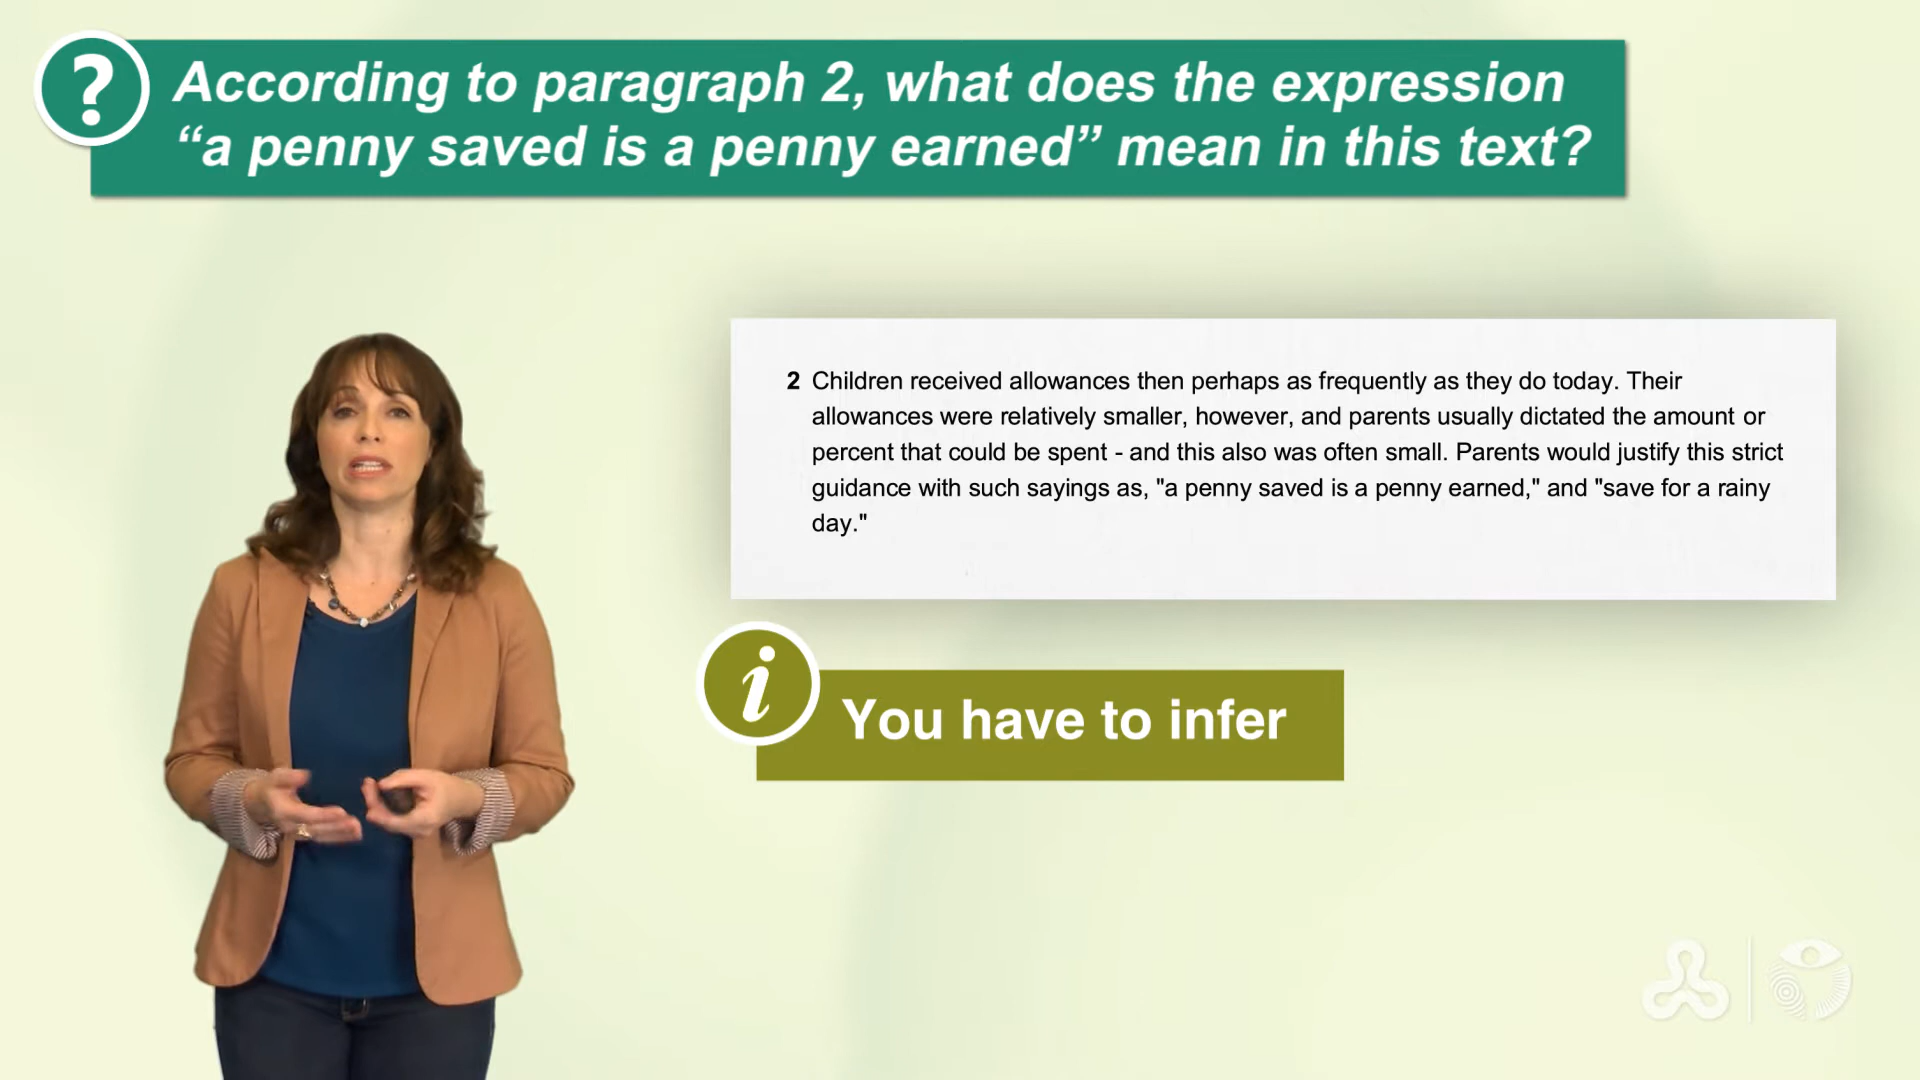 ?
According to paragraph 2, what does the expression
“a penny saved is a penny earned” mean in this text?
2 Children received allowances then perhaps as frequently as they do today. Their
allowances were relatively smaller, however, and parents usually dictated the amount or
percent that could be spent - and this also was often small. Parents would justify this strict
guidance with such sayings as, "a penny saved is a penny earned," and "save for a rainy
day."
i
You have to infer